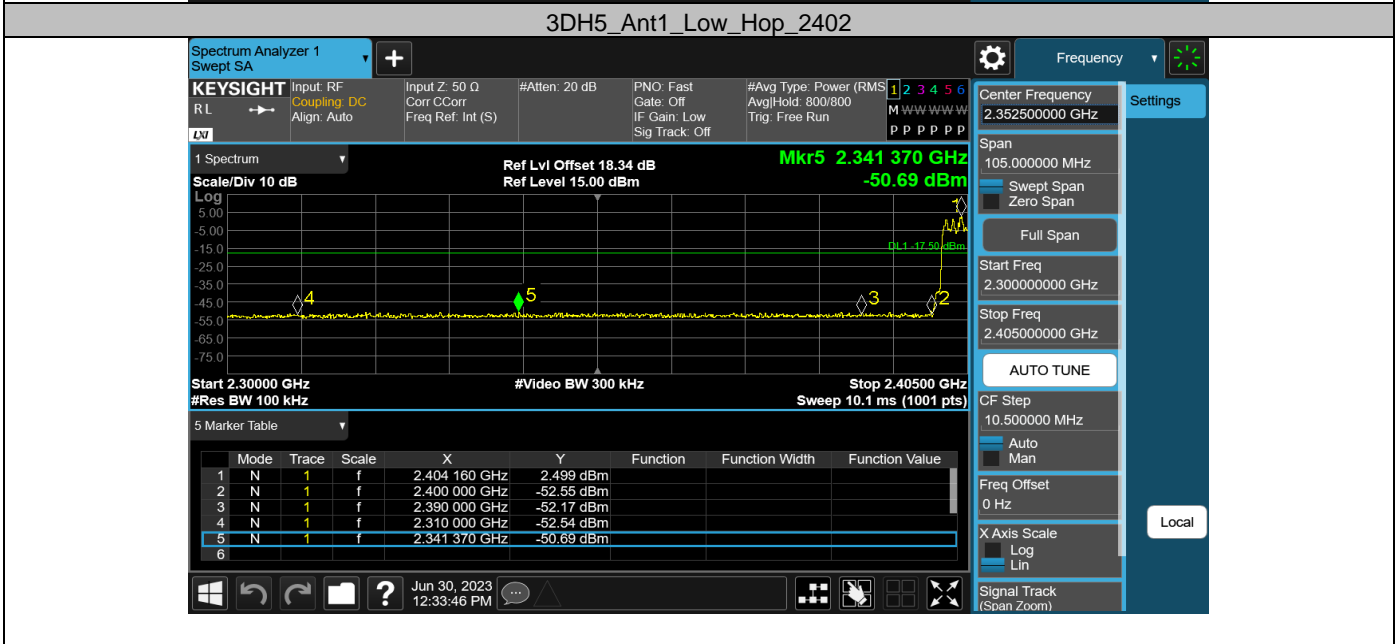 3DH5_Ant1_Low_Hop_2402
Spectrum Analyzer 1
Swept SA
+
Frequency
KEYSIGHT
RL
LXI
Input: RF
Coupling: DC
Align: Auto
Input Z: 50 Ω
Corr CCorr
Freq Ref: Int (S)
#Atten: 20 dB
PNO: Fast
Gate: Off
IF Gain: Low
Sig Track: Off
#Avg Type: Power (RMS
Avg|Hold: 800/800
Trig: Free Run
1 2 3 4 5 6
M W W W W W
P P P P P P
1 Spectrum
Scale/Div 10 dB
Ref Lvl Offset 18.34 dB
Ref Level 15.00 dBm
Mkr5 2.341 370 GHz
-50.69 dBm
Log
5.00
-5.00
-15.0
-25.0
-35.0
-45.0
-55.0
-65.0
-75.0
1
DL1 -17.50 dBm
4
5
3
2
Start 2.30000 GHz
#Video BW 300 kHz
Stop 2.40500 GHz
#Res BW 100 kHz
Sweep 10.1 ms (1001 pts)
5 Marker Table
Mode Trace Scale X Y Function Function Width Function Value
1 N 1 f 2.404 160 GHz 2.499 dBm
2 N 1 f 2.400 000 GHz -52.55 dBm
3 N 1 f 2.390 000 GHz -52.17 dBm
4 N 1 f 2.310 000 GHz -52.54 dBm
5 N 1 f 2.341 370 GHz -50.69 dBm
6
?
Jun 30, 2023
12:33:46 PM
Center Frequency
2.352500000 GHz
Settings
Span
105.000000 MHz
Swept Span
Zero Span
Full Span
Start Freq
2.300000000 GHz
Stop Freq
2.405000000 GHz
AUTO TUNE
CF Step
10.500000 MHz
Auto
Man
Freq Offset
0 Hz
Local
X Axis Scale
Log
Lin
Signal Track
(Span Zoom)